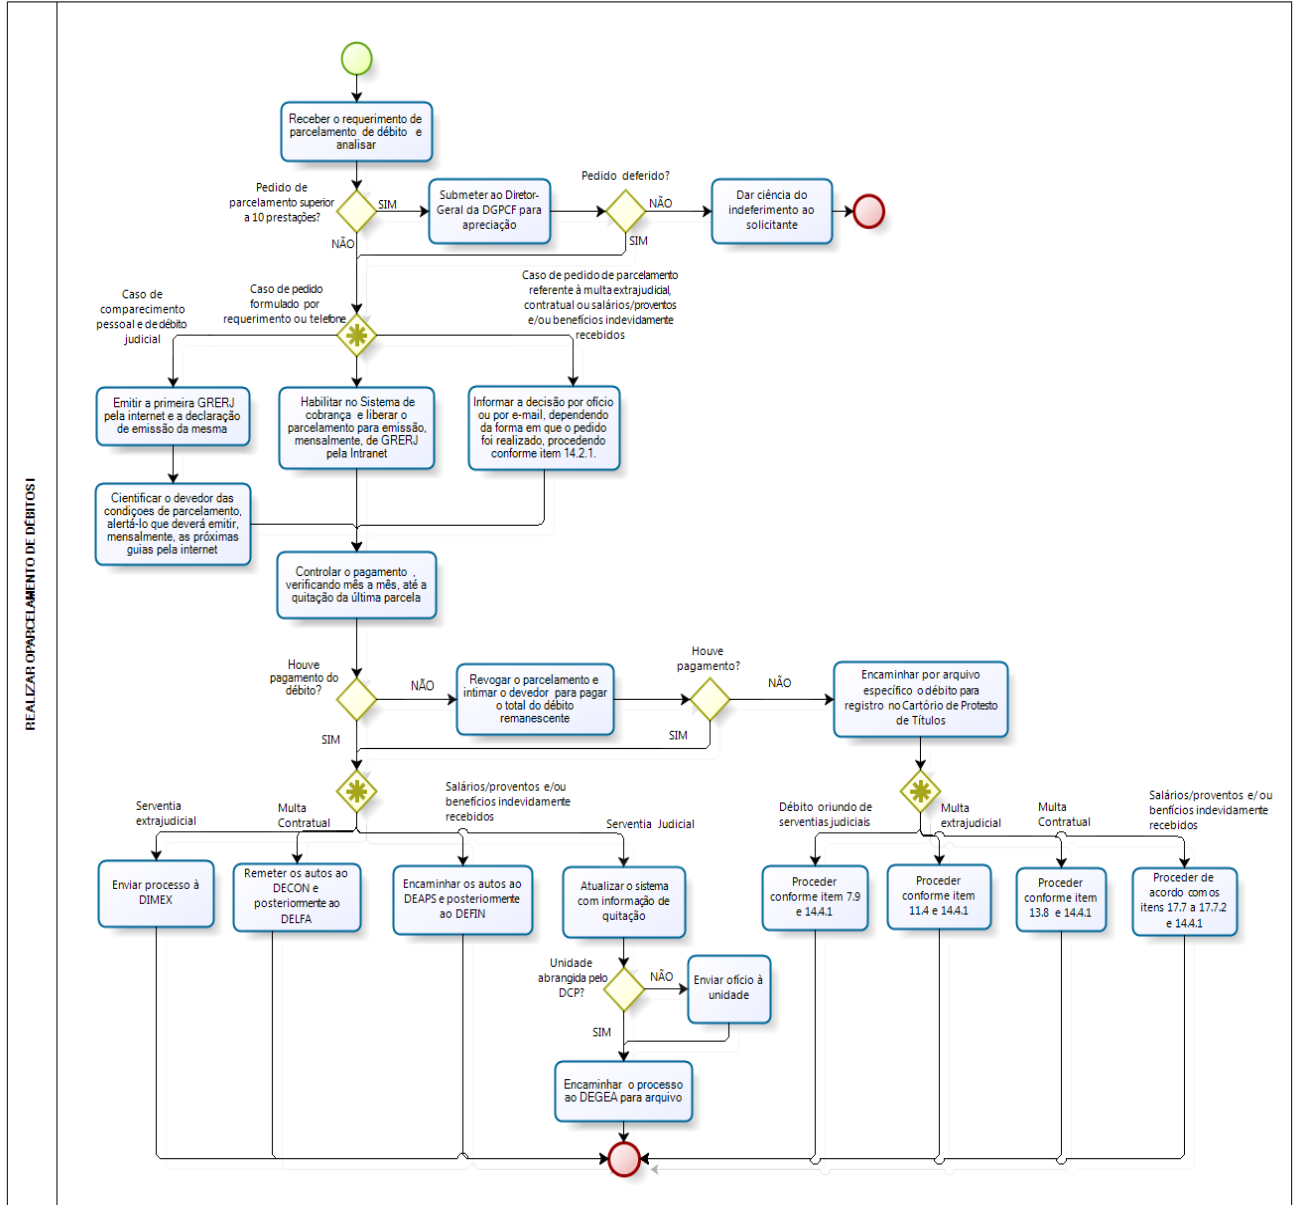 REALIZAR OPARCELAMENTO DE DÉBITOS I
Receber o requerimento de
parcelamento de débito e
analisar
Pedido de
parcelamento superior
a 10 prestações?
SIM
NÃO
Submeter ao Diretor-
Geral da DGPCF para
apreciação
Pedido deferido?
NÃO
SIM
Dar ciência do
indeferimento ao
solicitante
Caso de
comparecimento
pessoal e de débito
judicial
Caso de pedido
formulado por
requerimento ou telefone
Caso de pedido de parcelamento
referente à multa extrajudicial,
contratual ou salários/proventos
e/ou benefícios indevidamente
recebidos
Emitir a primeira GRERJ
pela internet e a declaração
de emissão da mesma
Habilitar no Sistema de
cobrança e liberar o
parcelamento para emissão,
mensalmente, de GRERJ
pela Intranet
Informar a decisão por ofício
ou por e-mail, dependendo
da forma em que o pedido
foi realizado, procedendo
conforme item 14.2.1.
Cientificar o devedor das
condiçoes de parcelamento,
alertá-lo que deverá emitir,
mensalmente, as próximas
guias pela internet
Controlar o pagamento ,
verificando mês a mês, até a
quitação da última parcela
Houve
pagamento do
débito?
NÃO
SIM
Revogar o parcelamento e
intimar o devedor para pagar
o total do débito
remanescente
Houve
pagamento?
NÃO
SIM
Encaminhar por arquivo
específico o débito para
registro no Cartório de Protesto
de Títulos
Serventia
extrajudicial
Multa
Contratual
Salários/proventos e/ou
benefícios indevidamente
recebidos
Serventia Judicial
Débito oriundo de
serventias judiciais
Multa
extrajudicial
Multa
Contratual
Salários/proventos e/ou
benfícios indevidamente
recebidos
Enviar processo à
DIMEX
Remeter os autos ao
DECON e
posteriormente ao
DELFA
Encaminhar os autos ao
DEAPS e posteriomente
ao DEFIN
Atualizar o sistema
com informação de
quitação
Proceder
conforme item 7.9
e 14.4.1
Proceder
conforme item
11.4 e 14.4.1
Proceder
conforme item
13.8 e 14.4.1
Proceder de
acordo com os
itens 17.7 a 17.7.2
e 14.4.1
Unidade
abrangida pelo
DCP?
NÃO
SIM
Enviar ofício à
unidade
Encaminhar o processo
ao DEGEA para arquivo